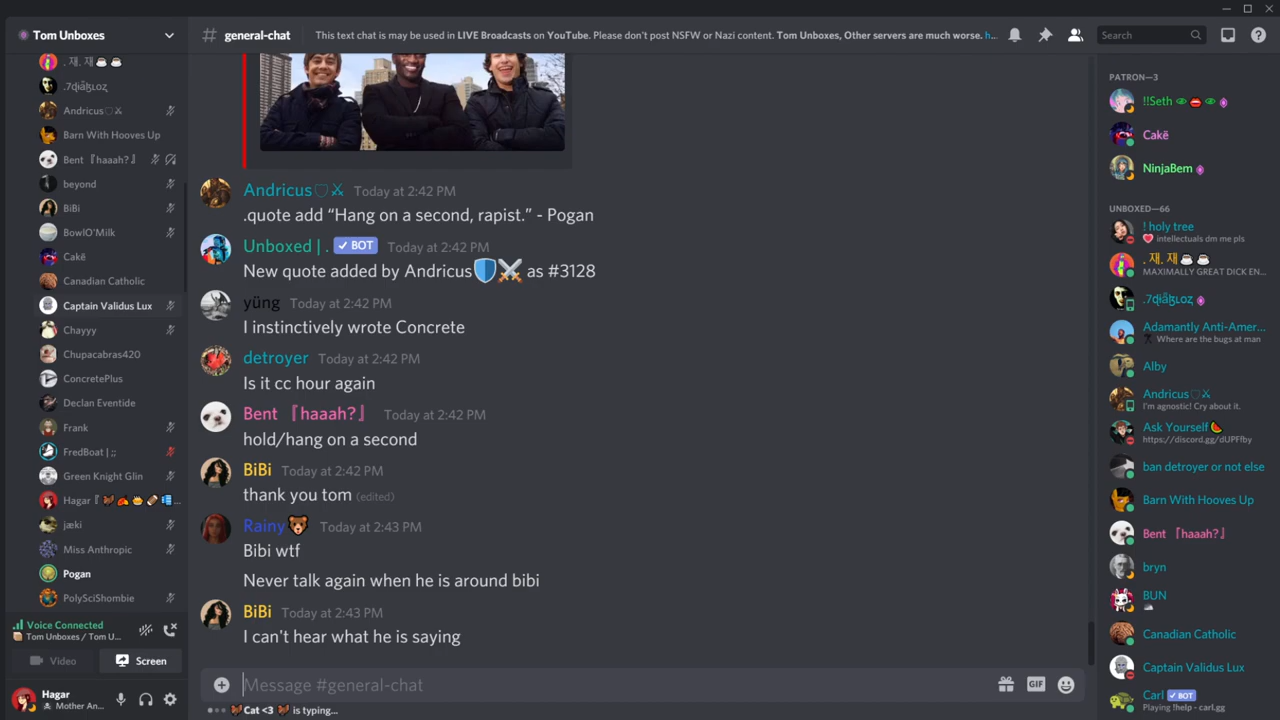 Tom Unboxes
. 재, 재☕☕
Andricus🛡⚔
Barn With Hooves Up
Bent 『haaah?』
beyond
BiBi
BowlO'Milk
Cakë
Canadian Catholic
Captain Validus Lux
Chayyy
Chupacabras420
ConcretePlus
Declan Eventide
Frank
FredBoat | ;;
Green Knight Glin
Hagar『
jæki
Miss Anthropic
Pogan
PolySciShombie
Voice Connected
Tom Unboxes / Tom U...
Video
Screen
Hagar
Mother An...
# general-chat
This text chat is may be used in LIVE Broadcasts on YouTube. Please don't post NSFW or Nazi content. Tom Unboxes, Other servers are much worse. h...
Search
Andricus🛡⚔ Today at 2:42 PM
.quote add “Hang on a second, rapist.” - Pogan
Unboxed | . ✓ BOT Today at 2:42 PM
New quote added by Andricus🛡⚔ as #3128
yüng Today at 2:42 PM
I instinctively wrote Concrete
detroyer Today at 2:42 PM
Is it cc hour again
Bent 『haaah?』 Today at 2:42 PM
hold/hang on a second
BiBi Today at 2:42 PM
thank you tom (edited)
Rainy🐻 Today at 2:43 PM
Bibi wtf
Never talk again when he is around bibi
BiBi Today at 2:43 PM
I can't hear what he is saying
Message #general-chat
GIF
Cat <3 is typing...
PATRON—3
!!Seth 👁👄👁
Cakë
NinjaBem
UNBOXED—66
! holy tree
intellectuals dm me pls
. 재, 재☕☕
MAXIMALLY GREAT DICK EN...
Adamantly Anti-Amer...
Where are the bugs at man
Alby
Andricus🛡⚔
I'm agnostic! Cry about it.
Ask Yourself🍉
https://discord.gg/dUPFfby
ban detroyer or not else
Barn With Hooves Up
Bent 『haaah?』
bryn
BUN
Canadian Catholic
Captain Validus Lux
Carl ✓ BOT
Playing !help - carl.gg